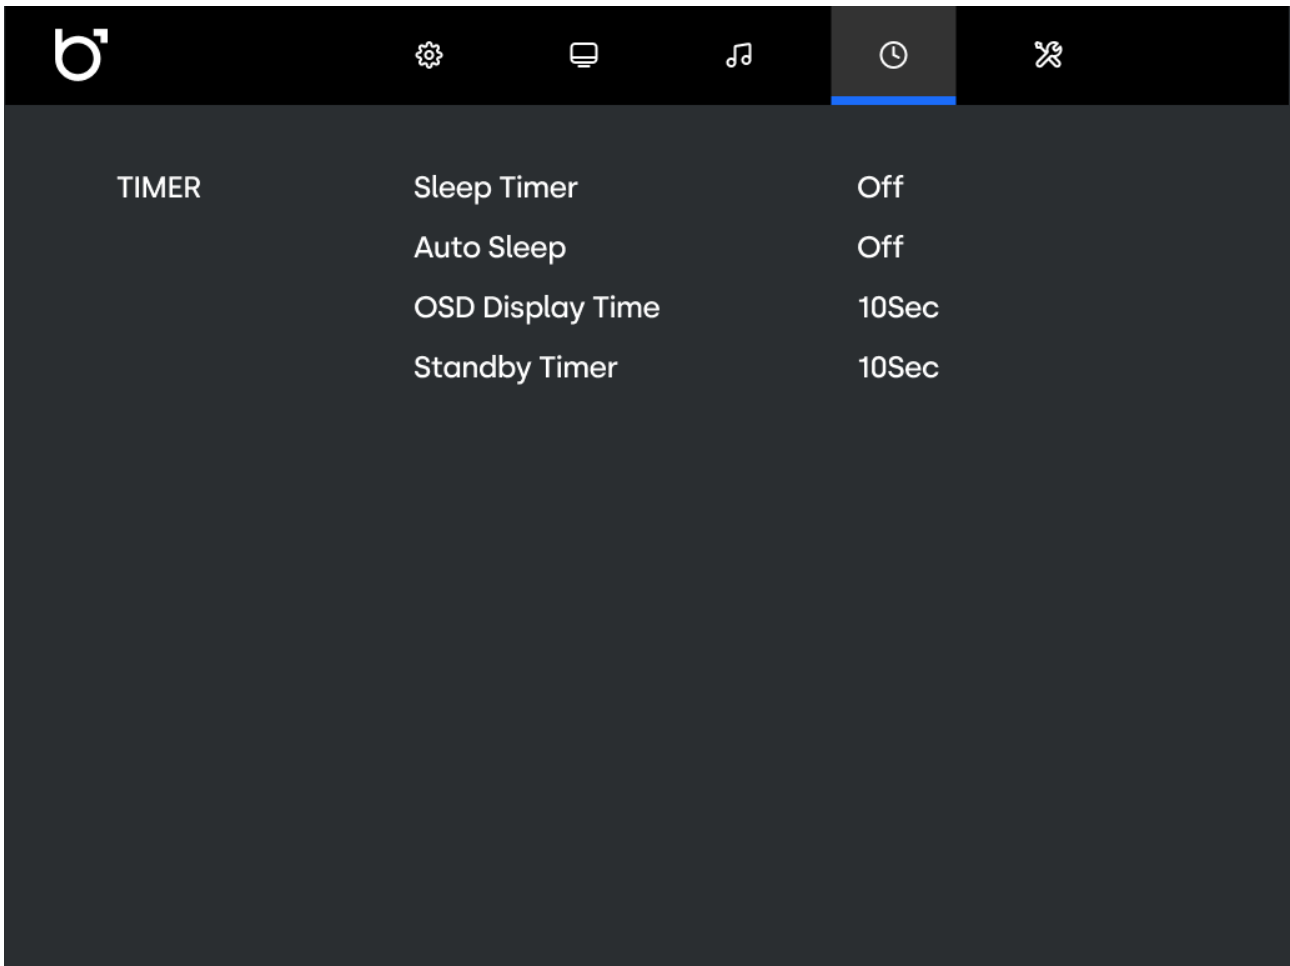 TIMER Sleep Timer Off
Auto Sleep Off
OSD Display Time 10Sec
Standby Timer 10Sec